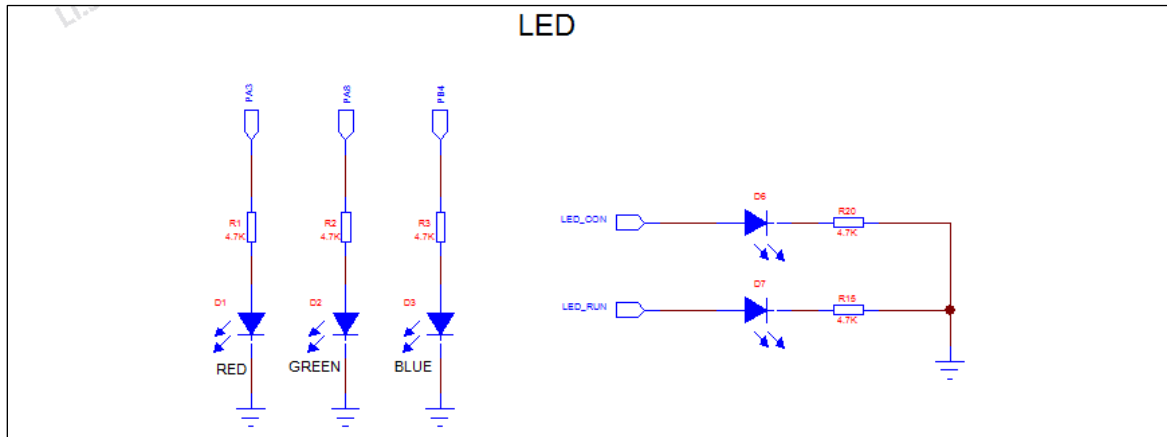 LED
PA3
PA8
PB4
R1
4.7K
R2
4.7K
R3
4.7K
D1
D2
D3
RED
GREEN
BLUE
LED_CON
D6
R20
4.7K
LED_RUN
D7
R15
4.7K